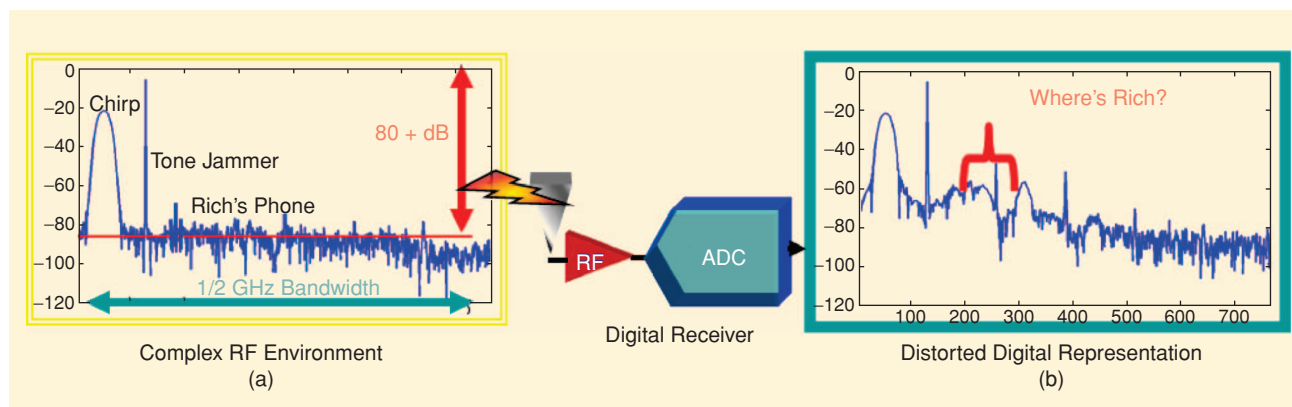 0
−20
−40
−60
−80
−100
−120
Chirp
Tone Jammer
Rich's Phone
80 + dB
1/2 GHz Bandwidth
Complex RF Environment
(a)
RF
ADC
Digital Receiver
0
−20
−40
−60
−80
−100
−120
Where's Rich?
100 200 300 400 500 600 700
Distorted Digital Representation
(b)